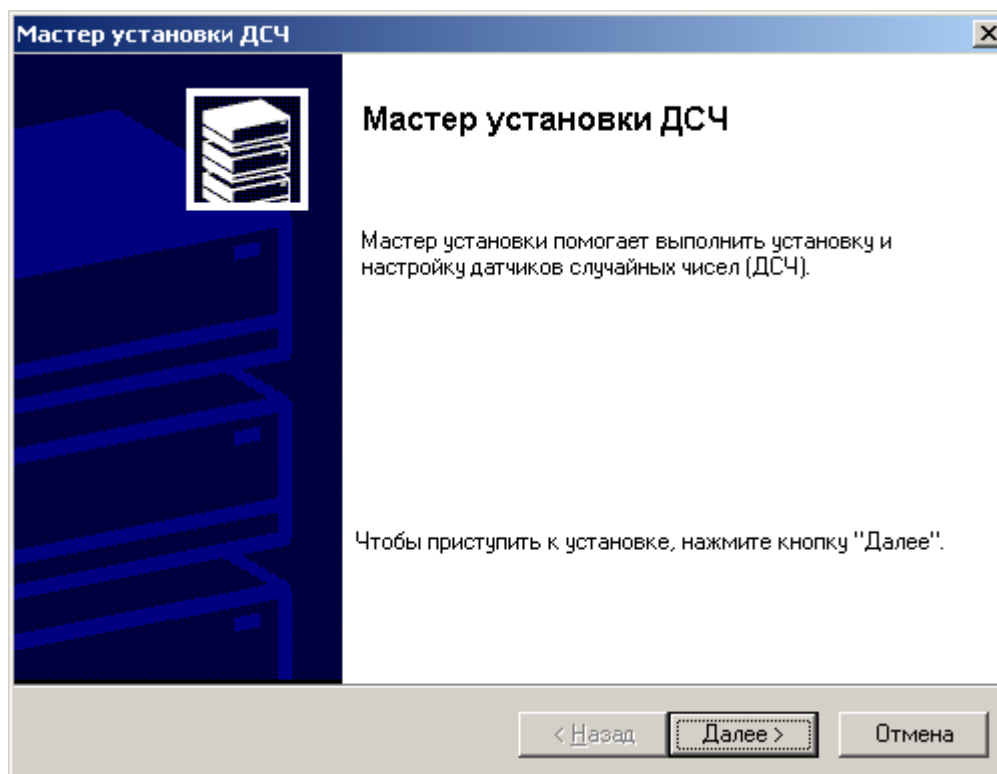 Мастер установки ДСЧ
Мастер установки ДСЧ
Мастер установки помогает выполнить установку и
настройку датчиков случайных чисел (ДСЧ).
Чтобы приступить к установке, нажмите кнопку "Далее".
< Назад
Далее >
Отмена